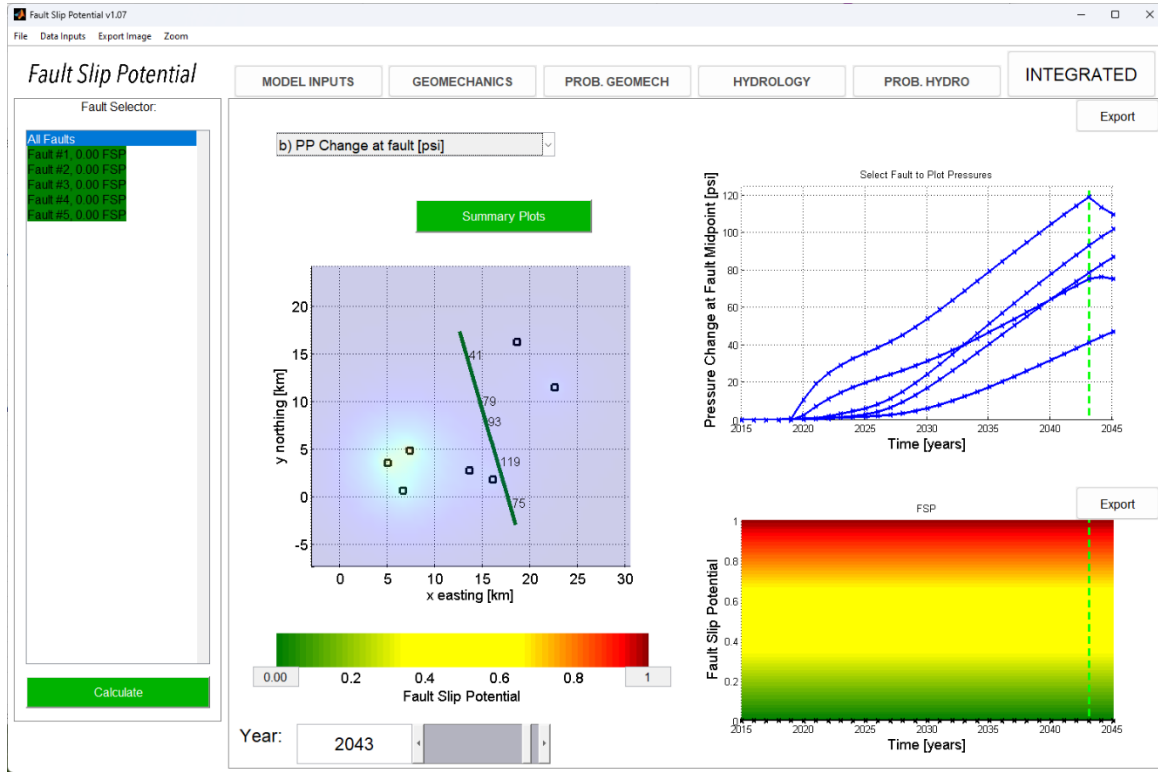 Fault Slip Potential v1.07
File Data Inputs Export Image Zoom
Fault Slip Potential
MODEL INPUTS GEOMECHANICS PROB. GEOMECH HYDROLOGY PROB. HYDRO INTEGRATED
Fault Selector:
All Faults
Fault #1, 0.00 FSP
Fault #2, 0.00 FSP
Fault #3, 0.00 FSP
Fault #4, 0.00 FSP
Fault #5, 0.00 FSP
Calculate
Export
b) PP Change at fault [psi]
Summary Plots
20
15
10
5
0
-5
y northing [km]
41
79
93
119
75
0 5 10 15 20 25 30
x easting [km]
0.00 0.2 0.4 0.6 0.8 1
Fault Slip Potential
Year: 2043
Select Fault to Plot Pressures
Pressure Change at Fault Midpoint [psi]
120
100
80
60
40
20
0
2015 2020 2025 2030 2035 2040 2045
Time [years]
Export
FSP
Fault Slip Potential
1
0.8
0.6
0.4
0.2
0
2015 2020 2025 2030 2035 2040 2045
Time [years]